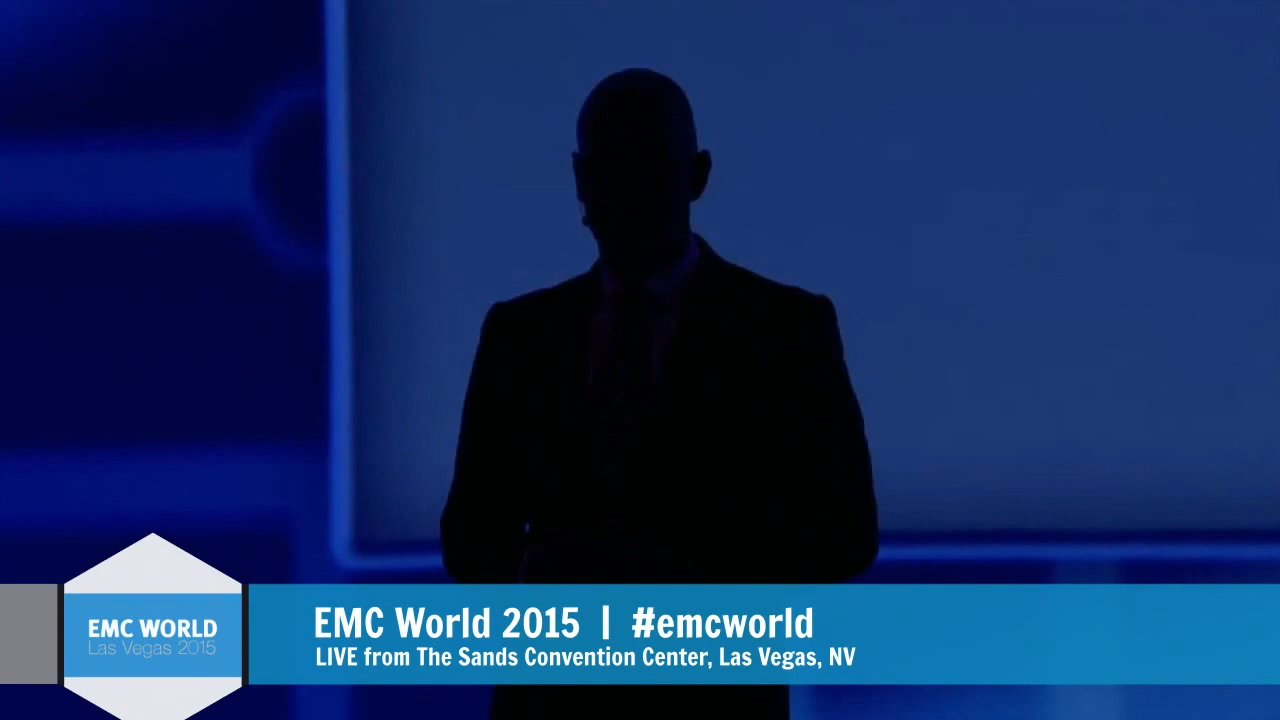 EMC World 2015 | #emcworld
LIVE from The Sands Convention Center, Las Vegas, NV
EMC WORLD
Las Vegas 2015